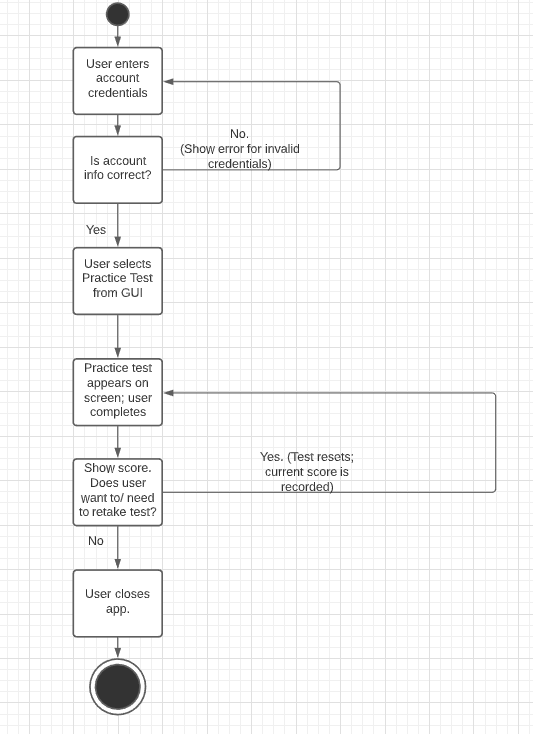 User enters
account
credentials
No.
(Show error for invalid
credentials)
Is account
info correct?
Yes
User selects
Practice Test
from GUI
Practice test
appears on
screen; user
completes
Yes. (Test resets;
current score is
recorded)
Show score.
Does user
want to/ need
to retake test?
No
User closes
app.